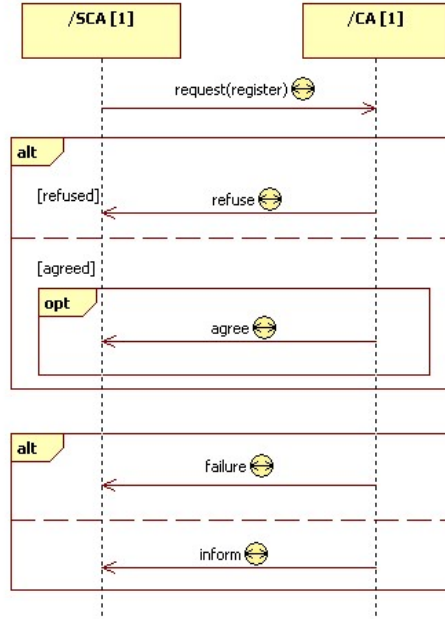 /SCA [1]
/CA [1]
request(register)
alt
[refused]
refuse
[agreed]
opt
agree
alt
failure
inform